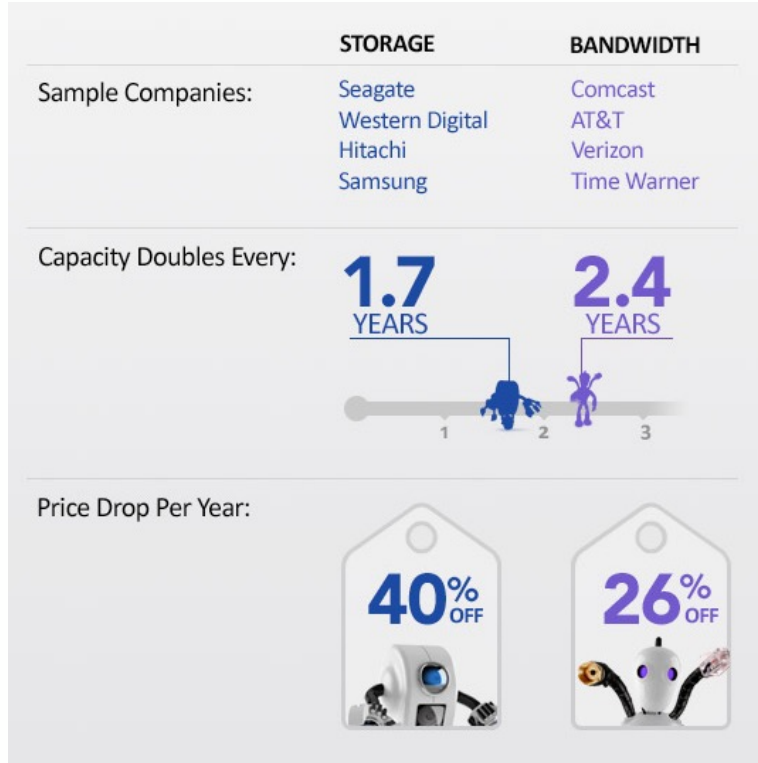 STORAGE BANDWIDTH
Sample Companies: Seagate Comcast
Western Digital AT&T
Hitachi Verizon
Samsung Time Warner
Capacity Doubles Every: 1.7 2.4
YEARS YEARS
1 2 3
Price Drop Per Year:
40% OFF 26% OFF